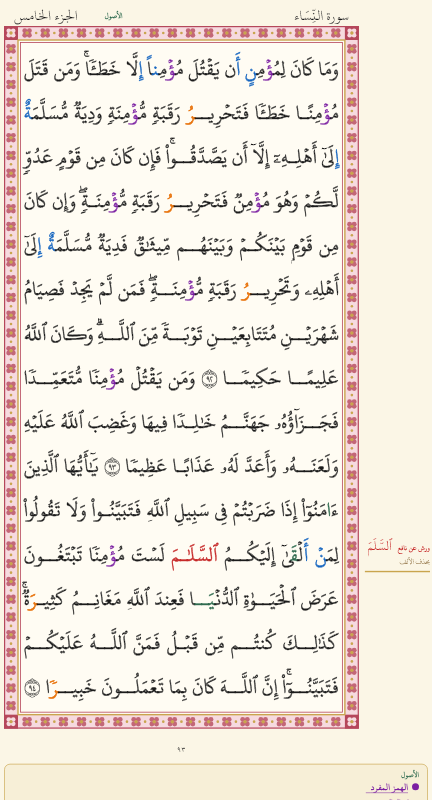 سورة النِّسَاء
الأصول
الجزء الخامس
وَمَا كَانَ لِمُؤْمِنٍ أَن يَقْتُلَ مُؤْمِناً إِلَّا خَطَـًٔا ۚ وَمَن قَتَلَ
مُؤْمِنًا خَطَـًٔا فَتَحْرِيرُ رَقَبَةٍ مُّؤْمِنَةٍ وَدِيَةٌ مُّسَلَّمَةٌ
إِلَىٰٓ أَهْلِهِۦٓ إِلَّآ أَن يَصَّدَّقُوا۟ ۚ فَإِن كَانَ مِن قَوْمٍ عَدُوٍّ
لَّكُمْ وَهُوَ مُؤْمِنٌ فَتَحْرِيرُ رَقَبَةٍ مُّؤْمِنَةٍ ۖ وَإِن كَانَ
مِن قَوْمٍ بَيْنَكُمْ وَبَيْنَهُم مِّيثَٰقٌ فَدِيَةٌ مُّسَلَّمَةٌ إِلَىٰٓ
أَهْلِهِۦ وَتَحْرِيرُ رَقَبَةٍ مُّؤْمِنَةٍ ۖ فَمَن لَّمْ يَجِدْ فَصِيَامُ
شَهْرَيْنِ مُتَتَابِعَيْنِ تَوْبَةً مِّنَ ٱللَّهِ ۗ وَكَانَ ٱللَّهُ
عَلِيمًا حَكِيمًا ٩٢ وَمَن يَقْتُلْ مُؤْمِنًا مُّتَعَمِّدًا
فَجَزَآؤُهُۥ جَهَنَّمُ خَٰلِدًا فِيهَا وَغَضِبَ ٱللَّهُ عَلَيْهِ
وَلَعَنَهُۥ وَأَعَدَّ لَهُۥ عَذَابًا عَظِيمًا ٩٣ يَٰٓأَيُّهَا ٱلَّذِينَ
ءَامَنُوٓا۟ إِذَا ضَرَبْتُمْ فِى سَبِيلِ ٱللَّهِ فَتَبَيَّنُوا۟ وَلَا تَقُولُوا۟
لِمَنْ أَلْقَىٰٓ إِلَيْكُمُ ٱلسَّلَٰمَ لَسْتَ مُؤْمِنًا تَبْتَغُونَ
عَرَضَ ٱلْحَيَوٰةِ ٱلدُّنْيَا فَعِندَ ٱللَّهِ مَغَانِمُ كَثِيرَةٌ ۚ
كَذَٰلِكَ كُنتُم مِّن قَبْلُ فَمَنَّ ٱللَّهُ عَلَيْكُمْ
فَتَبَيَّنُوٓا۟ ۚ إِنَّ ٱللَّهَ كَانَ بِمَا تَعْمَلُونَ خَبِيرًا ٩٤
ورش عن نافع ٱلسَّلَمَ
بحذف الألف.
٩٣
الأصول
الهمز المفرد